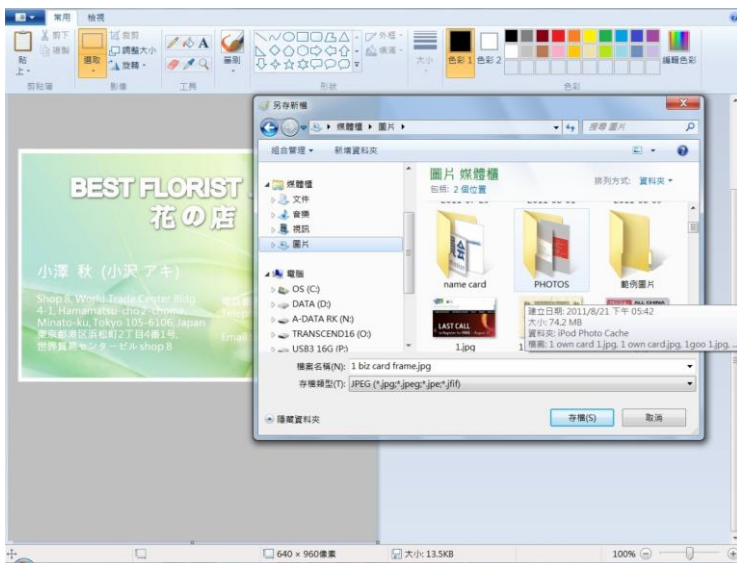 常用 檢視
剪下
複製
貼上
剪貼簿
選取
裁剪
調整大小
旋轉
影像
工具
筆刷
外框
填滿
形狀
大小
色彩 1
色彩 2
編輯色彩
色彩
另存新檔
媒體櫃 圖片
搜尋 圖片
組合管理 新增資料夾
媒體櫃
文件
音樂
視訊
圖片
電腦
OS (C:)
DATA (D:)
A-DATA RK (N:)
TRANSCEND16 (O:)
USB3 16G (P:)
圖片 媒體櫃
包括: 2 個位置
排列方式: 資料夾
name card
PHOTOS
範例圖片
LAST CALL
1.jpg
建立日期: 2011/8/21 下午 05:42
大小: 74.2 MB
資料夾: iPod Photo Cache
檔案: 1 own card 1.jpg, 1 own card.jpg, 1goo 1.jpg, ...
檔案名稱(N): 1 biz card frame.jpg
存檔類型(T): JPEG (*.jpg;*.jpeg;*.jpe;*.jfif)
隱藏資料夾
存檔(S)
取消
BEST FLORIST
花の店
小澤 秋 (小沢 アキ)
Shop 8, World Trade Center Bldg.
4-1, Hamamatsu-cho 2-chome,
Minato-ku, Tokyo 105-6106, Japan
東京都港区浜松町2丁目4番1号,
世界貿易センタービル shop 8
Email
640 × 960像素
大小: 13.5KB
100%